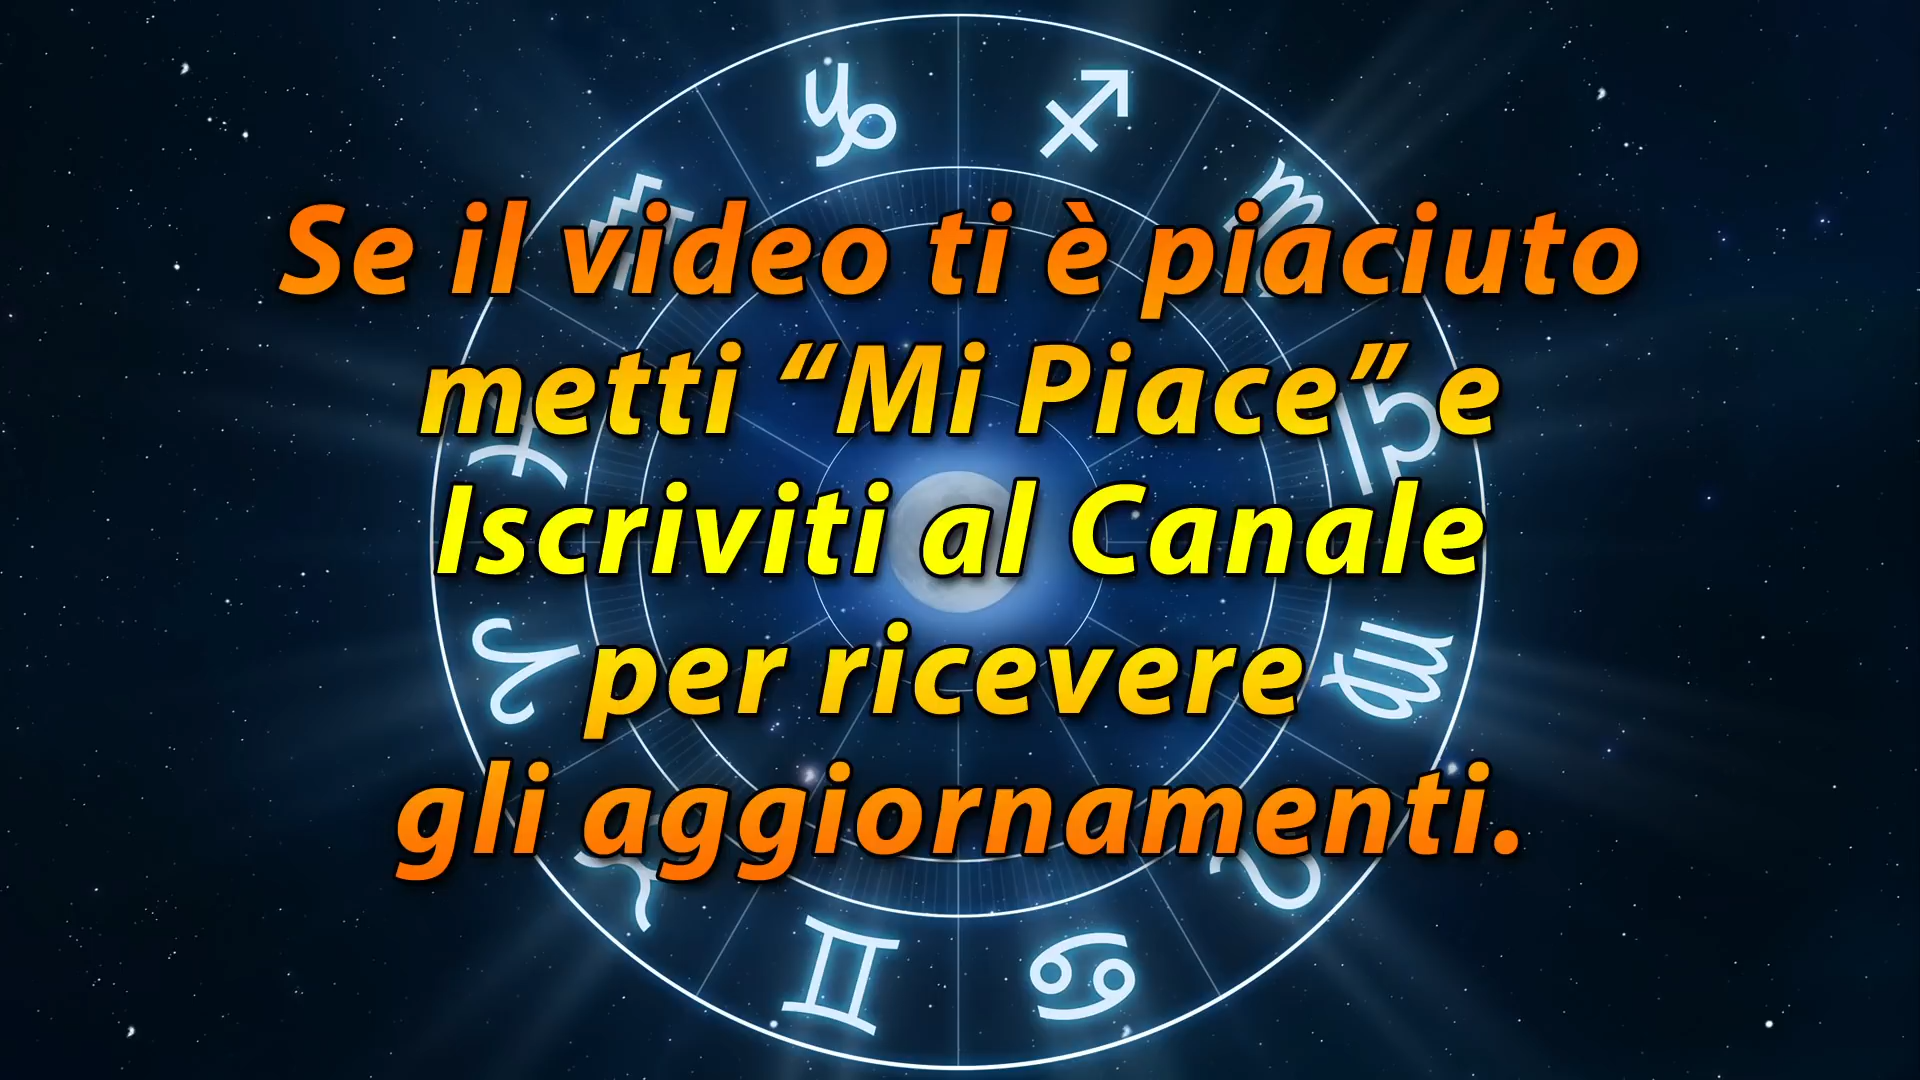 Se il video ti è piaciuto
metti “Mi Piace” e
Iscriviti al Canale
per ricevere
gli aggiornamenti.